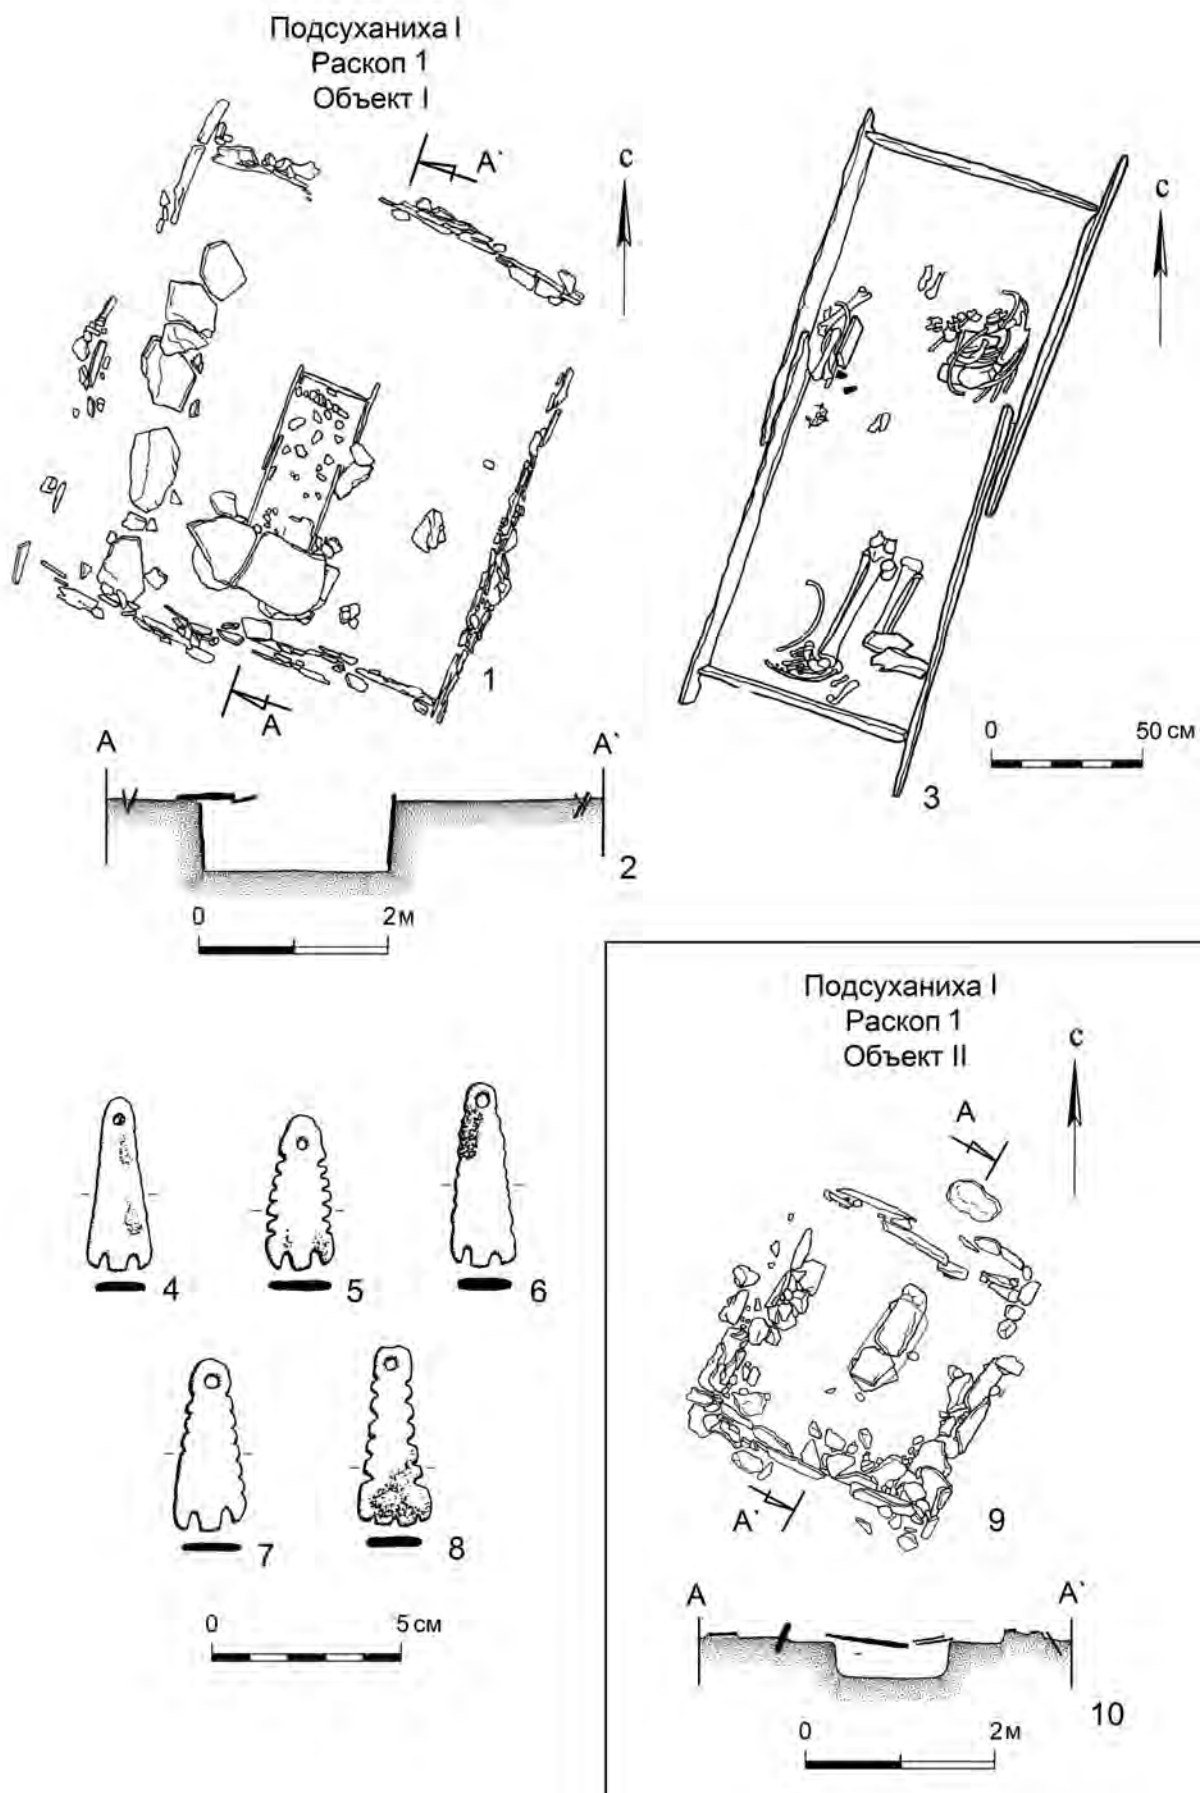 Подсуханиха I
Раскоп 1
Объект I
А`
с
с
1
А
А
А`
2
0 2м
3
0 50 см
4
5
6
7
8
0 5 см
Подсуханиха I
Раскоп 1
Объект II
с
А
А`
9
А
А`
10
0 2м